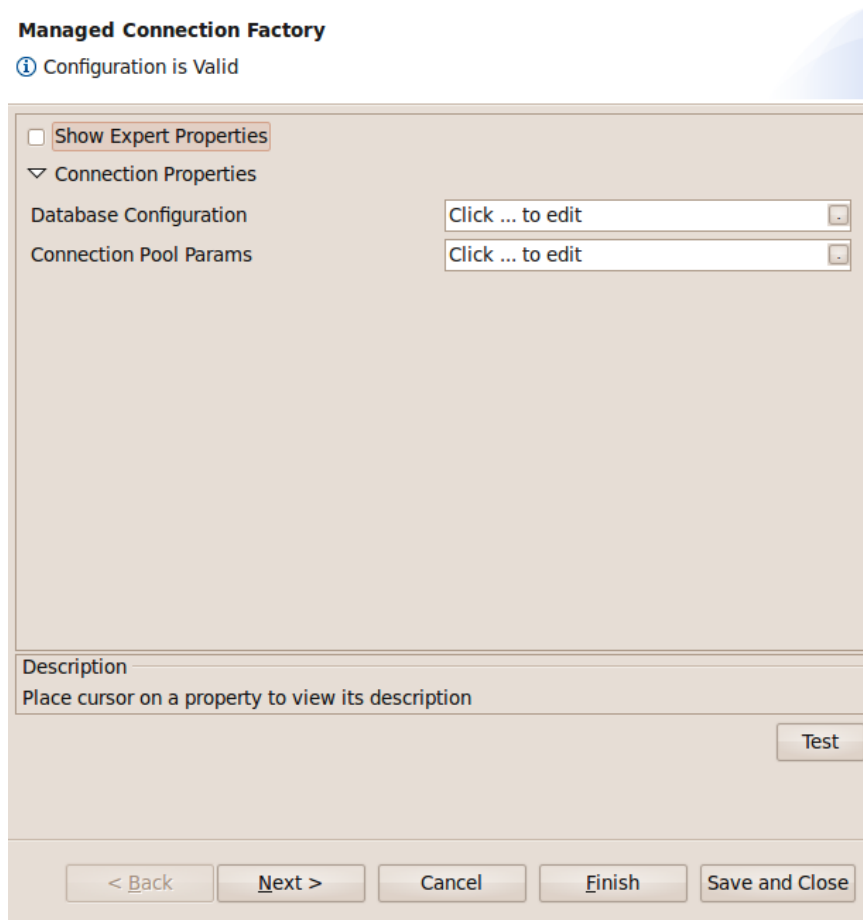 Managed Connection Factory
Configuration is Valid
Show Expert Properties
Connection Properties
Database Configuration Click ... to edit .
Connection Pool Params Click ... to edit .
Description
Place cursor on a property to view its description
Test
< Back Next > Cancel Finish Save and Close